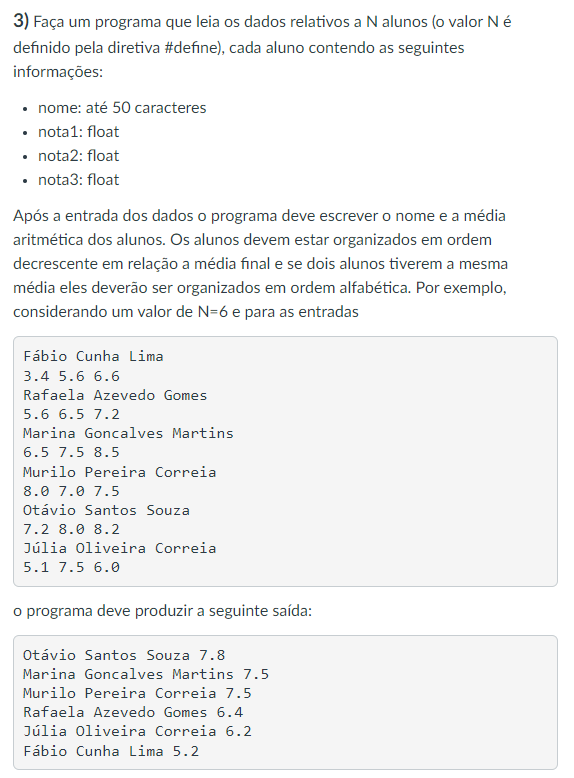 3) Faça um programa que leia os dados relativos a N alunos (o valor N é
definido pela diretiva #define), cada aluno contendo as seguintes
informações:
• nome: até 50 caracteres
• nota1: float
• nota2: float
• nota3: float
Após a entrada dos dados o programa deve escrever o nome e a média
aritmética dos alunos. Os alunos devem estar organizados em ordem
decrescente em relação a média final e se dois alunos tiverem a mesma
média eles deverão ser organizados em ordem alfabética. Por exemplo,
considerando um valor de N=6 e para as entradas
Fábio Cunha Lima
3.4 5.6 6.6
Rafaela Azevedo Gomes
5.6 6.5 7.2
Marina Goncalves Martins
6.5 7.5 8.5
Murilo Pereira Correia
8.0 7.0 7.5
Otávio Santos Souza
7.2 8.0 8.2
Júlia Oliveira Correia
5.1 7.5 6.0
o programa deve produzir a seguinte saída:
Otávio Santos Souza 7.8
Marina Goncalves Martins 7.5
Murilo Pereira Correia 7.5
Rafaela Azevedo Gomes 6.4
Júlia Oliveira Correia 6.2
Fábio Cunha Lima 5.2